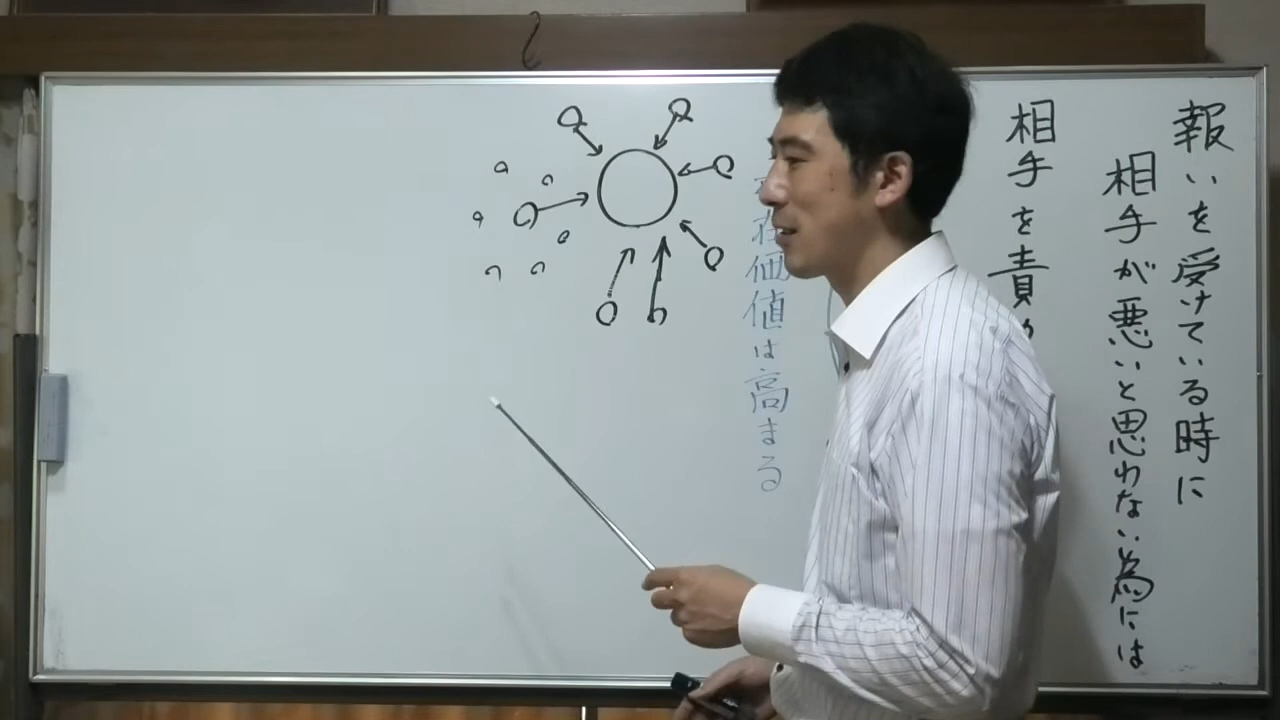 報いを受けている時に
相手が悪いと思わない為には
相手を責
在価値は高まる